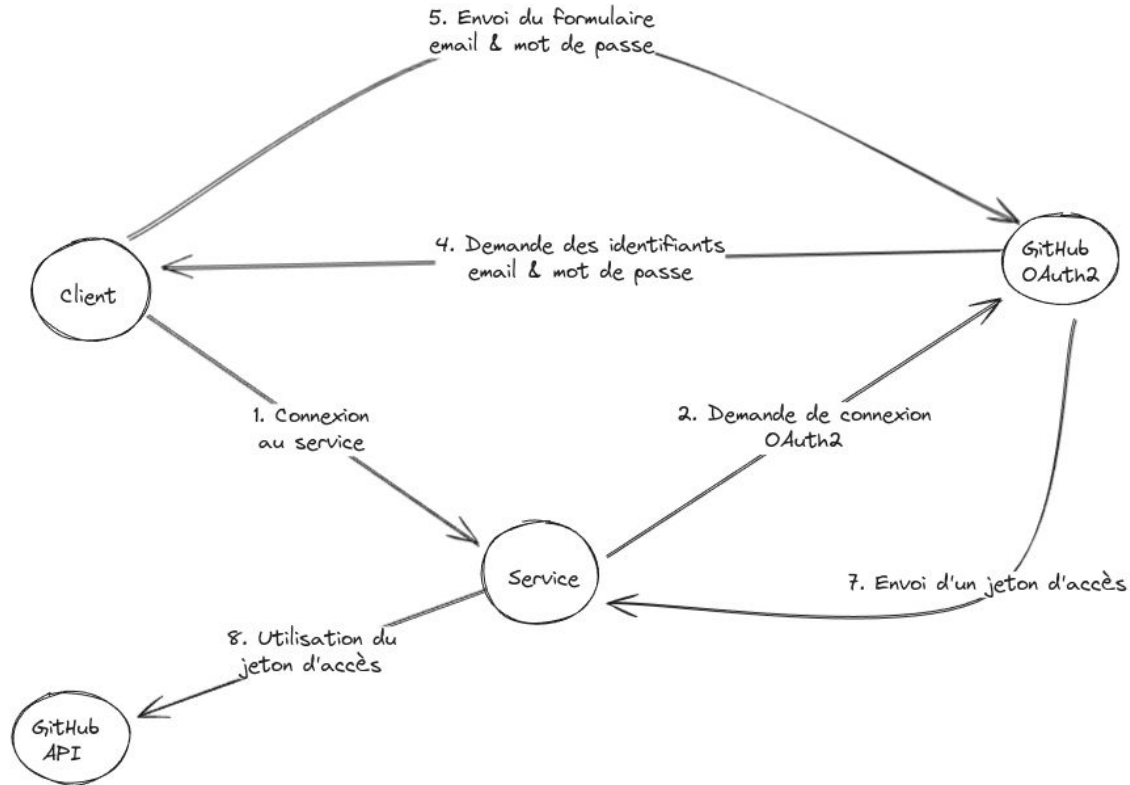 5. Envoi du formulaire
email & mot de passe
4. Demande des identifiants
email & mot de passe
GitHub
OAuth2
Client
1. Connexion
au service
2. Demande de connexion
OAuth2
Service
7. Envoi d'un jeton d'accès
8. Utilisation du
jeton d'accès
GitHub
API